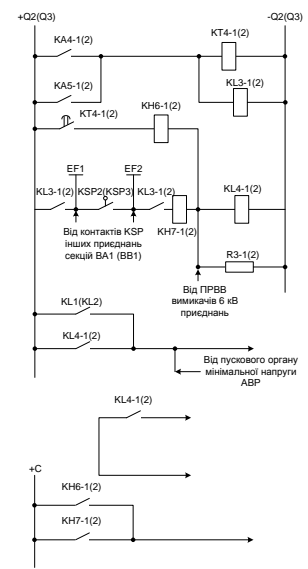 +Q2(Q3)
-Q2(Q3)
KA4-1(2)
KT4-1(2)
KA5-1(2)
KL3-1(2)
KT4-1(2)
KH6-1(2)
EF1
EF2
KL3-1(2)
KSP2(KSP3)
KL3-1(2)
KL4-1(2)
KH7-1(2)
Від контактів KSP
інших приєднань
секцій ВА1 (ВВ1)
R3-1(2)
Від ПРВВ
вимикачів 6 кВ
приєднань
KL1(KL2)
KL4-1(2)
Від пускового органу
мінімальної напруги
АВР
KL4-1(2)
+C
KH6-1(2)
KH7-1(2)